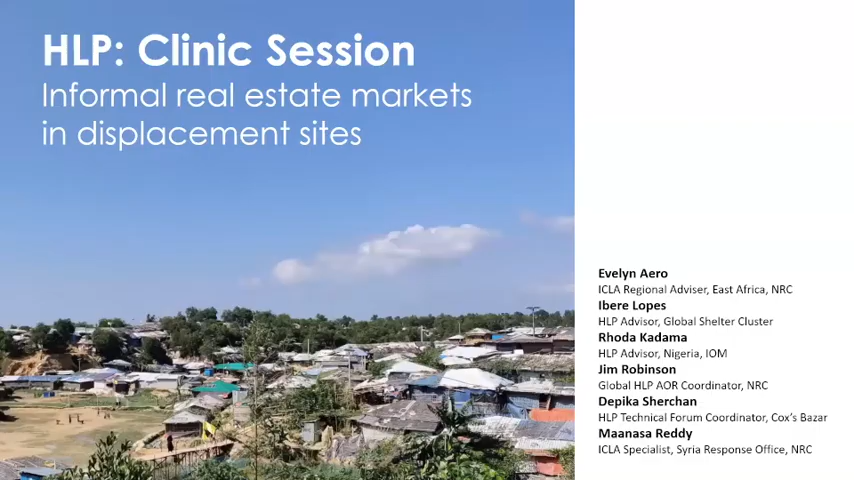 HLP: Clinic Session
Informal real estate markets
in displacement sites
Evelyn Aero
ICLA Regional Adviser, East Africa, NRC
Ibere Lopes
HLP Advisor, Global Shelter Cluster
Rhoda Kadama
HLP Advisor, Nigeria, IOM
Jim Robinson
Global HLP AOR Coordinator, NRC
Depika Sherchan
HLP Technical Forum Coordinator, Cox's Bazar
Maanasa Reddy
ICLA Specialist, Syria Response Office, NRC